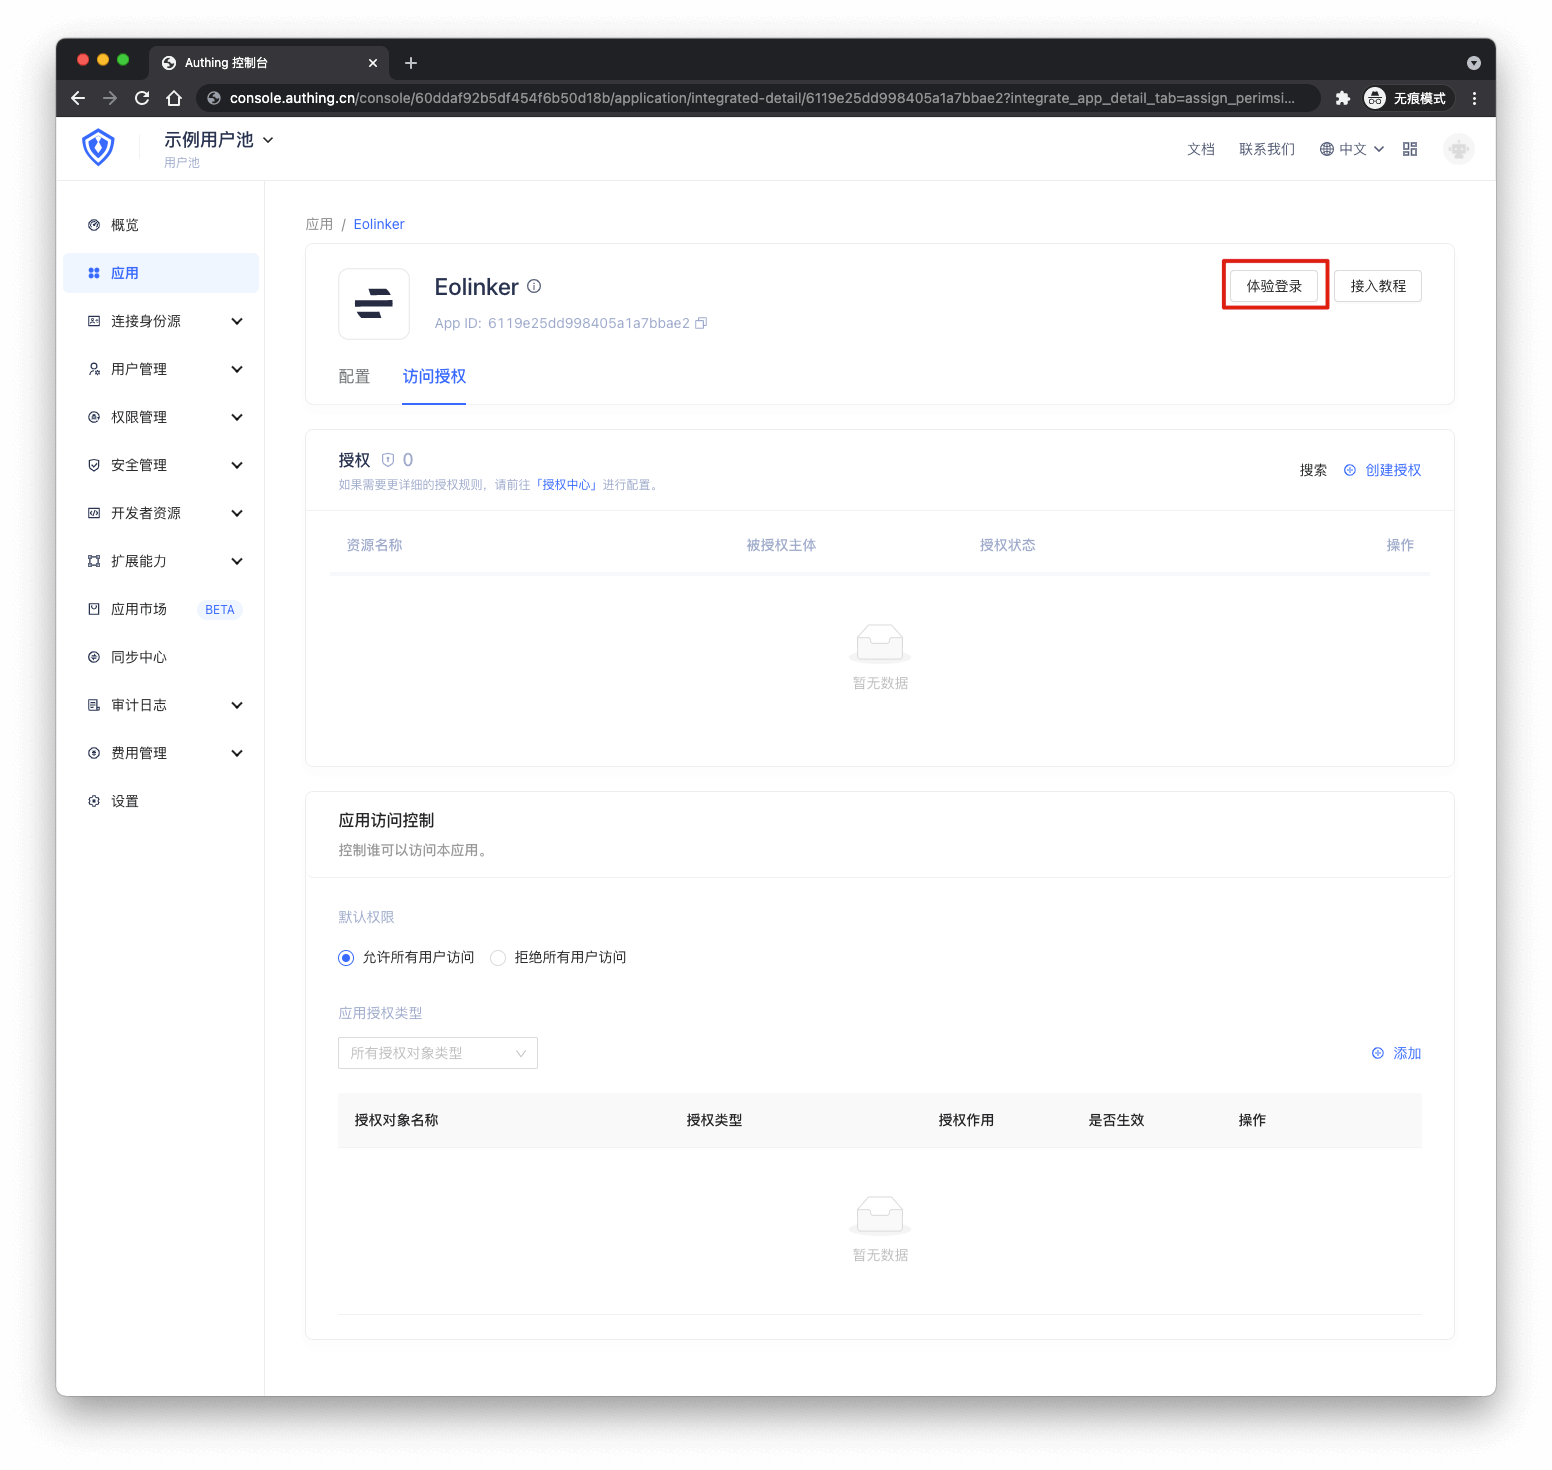 Authing 控制台
console.authing.cn/console/60ddaf92b5df454f6b50d18b/application/integrated-detail/6119e25dd998405a1a7bbae2?integrate_app_detail_tab=assign_perimsi...
无痕模式
示例用户池
用户池
文档 联系我们 中文
概览
应用
连接身份源
用户管理
权限管理
安全管理
开发者资源
扩展能力
应用市场 BETA
同步中心
审计日志
费用管理
设置
应用 / Eolinker
Eolinker
App ID: 6119e25dd998405a1a7bbae2
体验登录 接入教程
配置 访问授权
授权 0
如果需要更详细的授权规则，请前往「授权中心」进行配置。
搜索 创建授权
资源名称 被授权主体 授权状态 操作
暂无数据
应用访问控制
控制谁可以访问本应用。
默认权限
允许所有用户访问 拒绝所有用户访问
应用授权类型
所有授权对象类型
添加
授权对象名称 授权类型 授权作用 是否生效 操作
暂无数据